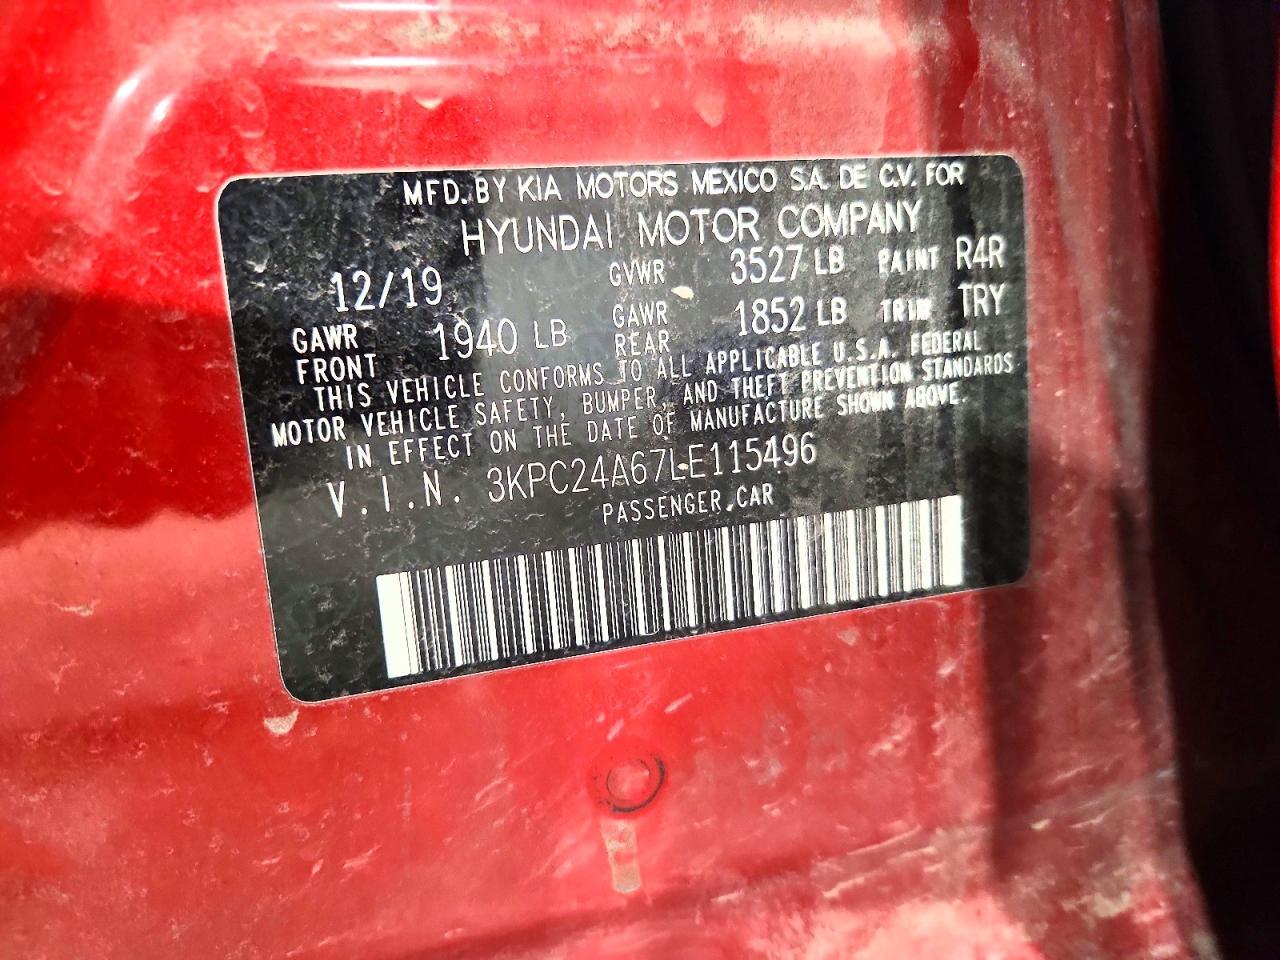 MFD. BY KIA MOTORS MEXICO S.A. DE C.V. FOR
HYUNDAI MOTOR COMPANY
12/19 GVWR 3527 LB PAINT R4R
GAWR FRONT 1940 LB GAWR REAR 1852 LB TRIM TRY
THIS VEHICLE CONFORMS TO ALL APPLICABLE U.S.A. FEDERAL
MOTOR VEHICLE SAFETY, BUMPER, AND THEFT PREVENTION STANDARDS
IN EFFECT ON THE DATE OF MANUFACTURE SHOWN ABOVE.
V.I.N. 3KPC24A67LE115496
PASSENGER CAR